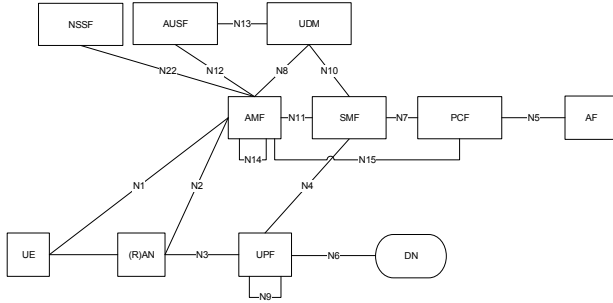 NSSF
AUSF
N13
UDM
N22
N12
N8
N10
AMF
N11
SMF
N7
PCF
N5
AF
N14
N15
N1
N2
N4
UE
(R)AN
N3
UPF
N6
DN
N9